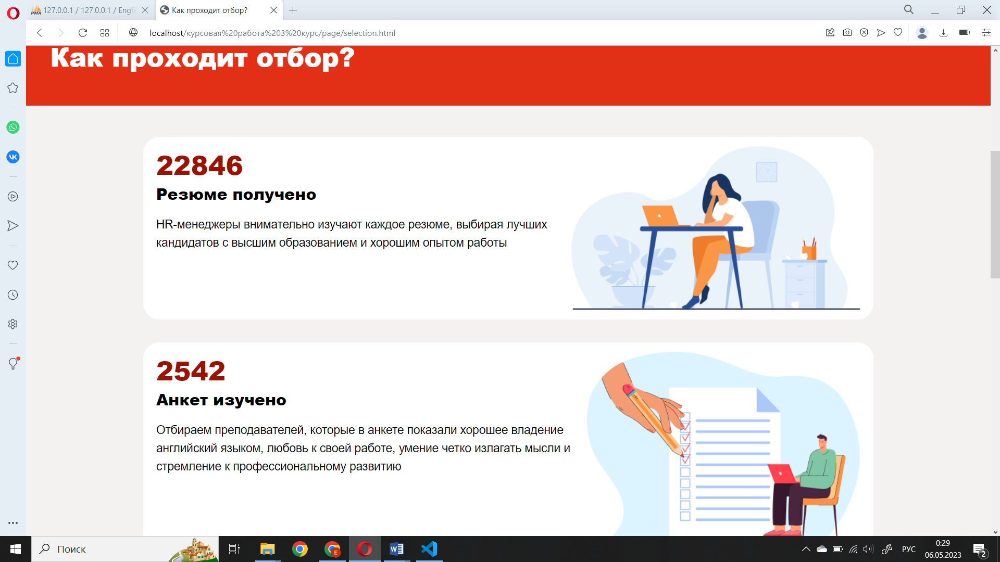 127.0.0.1 / 127.0.0.1 / Englis
Как проходит отбор?
localhost/курсовая%20работа%203%20курс/page/selection.html
Как проходит отбор?
22846
Резюме получено
HR-менеджеры внимательно изучают каждое резюме, выбирая лучших
кандидатов с высшим образованием и хорошим опытом работы
2542
Анкет изучено
Отбираем преподавателей, которые в анкете показали хорошее владение
английский языком, любовь к своей работе, умение четко излагать мысли и
стремление к профессиональному развитию
Поиск
РУС
0:29
06.05.2023
2